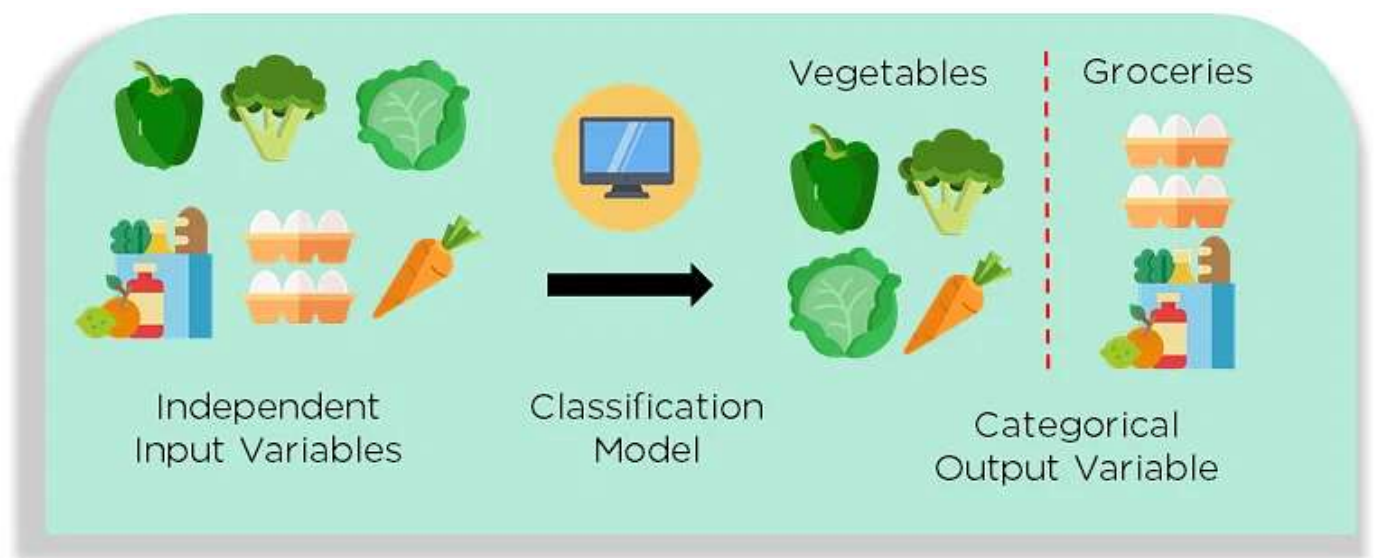 Vegetables
Groceries
Independent
Input Variables
Classification
Model
Categorical
Output Variable